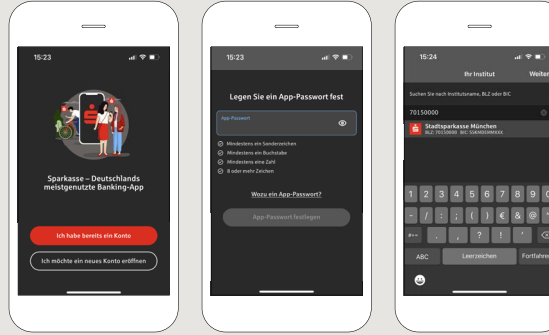 15:23
Sparkasse – Deutschlands
meistgenutzte Banking-App
Ich habe bereits ein Konto
Ich möchte ein neues Konto eröffnen
15:23
Legen Sie ein App-Passwort fest
App-Passwort
Mindestens ein Sonderzeichen
Mindestens ein Buchstabe
Mindestens eine Zahl
8 oder mehr Zeichen
Wozu ein App-Passwort?
App-Passwort festlegen
15:24
Ihr Institut Weiter
Suchen Sie nach Institutsname, BLZ oder BIC.
70150000
Stadtsparkasse München
BLZ: 70150000 BIC: SSKMDEMMXXX
1 2 3 4 5 6 7 8 9 0
- / : ; ( ) € & @ "
#+= . , ? ! '
ABC Leerzeichen Fortfahren